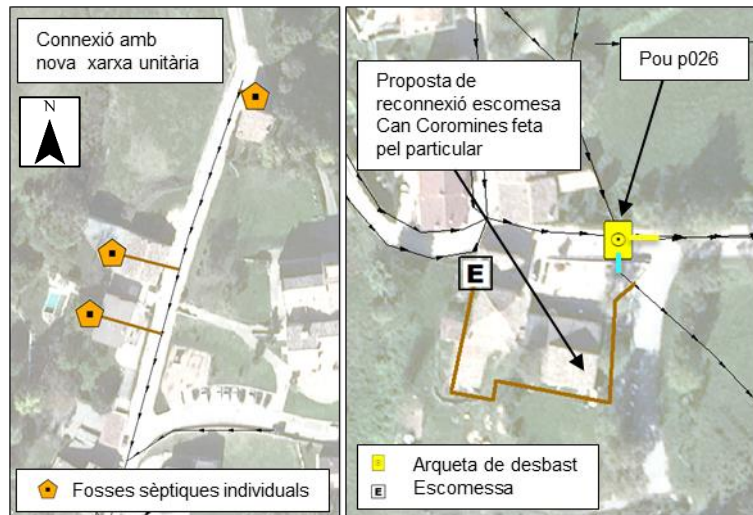 Connexió amb
nova xarxa unitària
N
Fosses sèptiques individuals
Pou p026
Proposta de
reconnexió escomesa
Can Coromines feta
pel particular
E
Arqueta de desbast
E
Escomessa